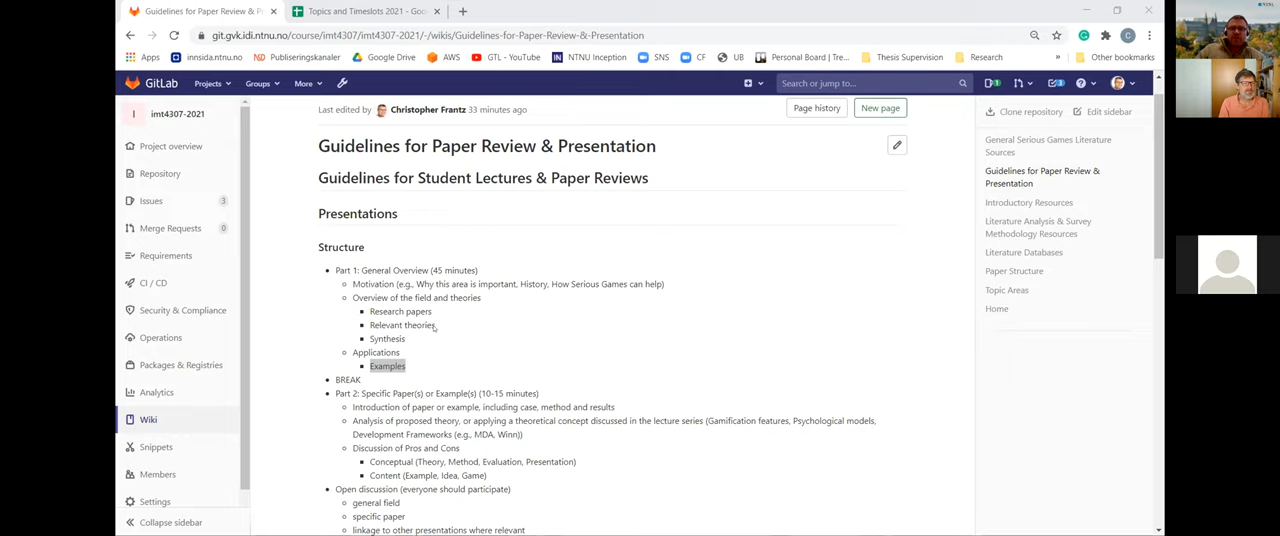 Guidelines for Paper Review & Pr
Topics and Timeslots 2021 - Goo
git.gvk.idi.ntnu.no/course/imt4307/imt4307-2021/-/wikis/Guidelines-for-Paper-Review-&-Presentation
Apps
innsida.ntnu.no
Publiseringskanaler
Google Drive
AWS
GTL - YouTube
NTNU Inception
SNS
CF
UB
Personal Board | Tre...
Thesis Supervision
Research
»
Other bookmarks
GitLab
Projects
Groups
More
Search or jump to...
1
3
imt4307-2021
Project overview
Repository
Issues 3
Merge Requests 0
Requirements
CI / CD
Security & Compliance
Operations
Packages & Registries
Analytics
Wiki
Snippets
Members
Settings
Collapse sidebar
Last edited by Christopher Frantz 33 minutes ago
Page history
New page
Guidelines for Paper Review & Presentation
Guidelines for Student Lectures & Paper Reviews
Presentations
Structure
Part 1: General Overview (45 minutes)
Motivation (e.g., Why this area is important, History, How Serious Games can help)
Overview of the field and theories
Research papers
Relevant theories
Synthesis
Applications
Examples
BREAK
Part 2: Specific Paper(s) or Example(s) (10-15 minutes)
Introduction of paper or example, including case, method and results
Analysis of proposed theory, or applying a theoretical concept discussed in the lecture series (Gamification features, Psychological models,
Development Frameworks (e.g., MDA, Winn))
Discussion of Pros and Cons
Conceptual (Theory, Method, Evaluation, Presentation)
Content (Example, Idea, Game)
Open discussion (everyone should participate)
general field
specific paper
linkage to other presentations where relevant
Clone repository
Edit sidebar
General Serious Games Literature
Sources
Guidelines for Paper Review &
Presentation
Introductory Resources
Literature Analysis & Survey
Methodology Resources
Literature Databases
Paper Structure
Topic Areas
Home